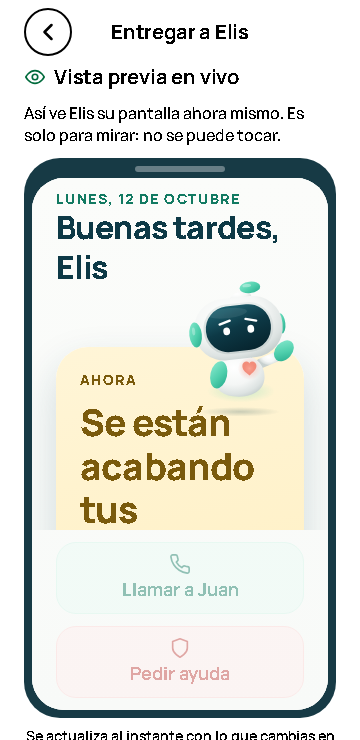 Entregar a Elis
Vista previa en vivo
Así ve Elis su pantalla ahora mismo. Es
solo para mirar: no se puede tocar.
LUNES, 12 DE OCTUBRE
Buenas tardes,
Elis
AHORA
Se están
acabando
tus
Llamar a Juan
Pedir ayuda
Se actualiza al instante con lo que cambias en